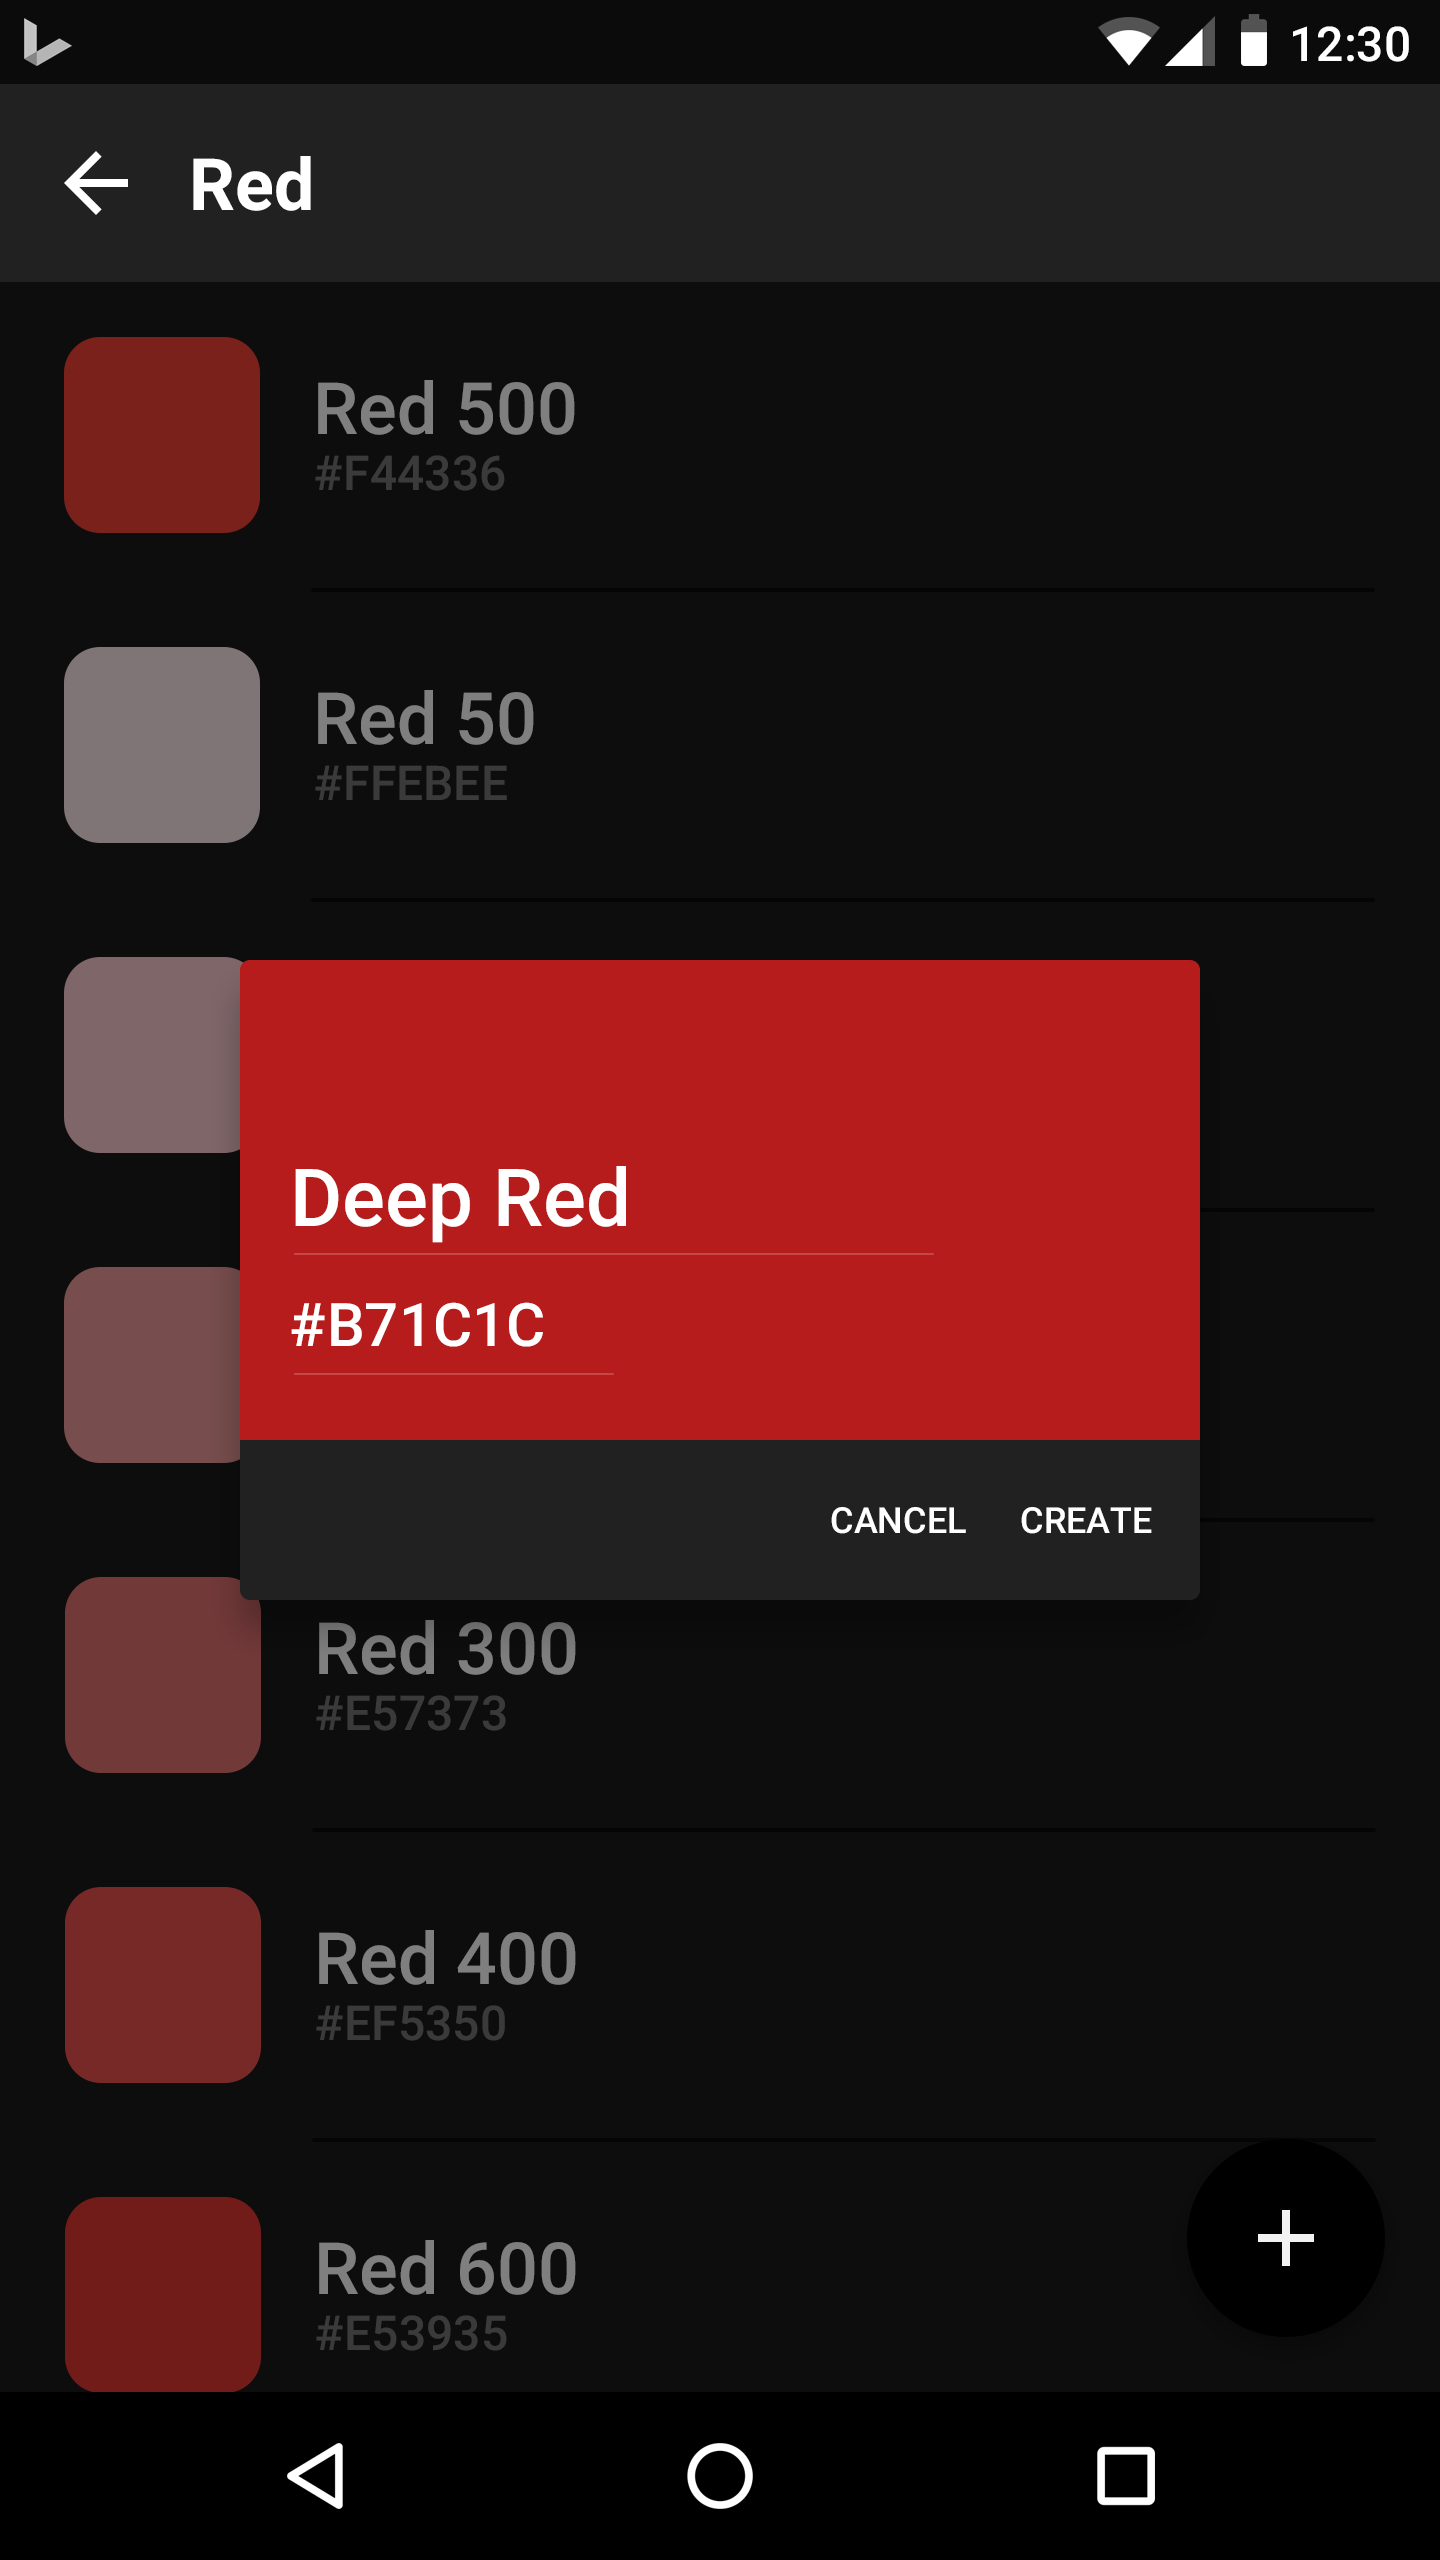 12:30
Red
Red 500
#F44336
Red 50
#FFEBEE
Deep Red
#B71C1C
CANCEL CREATE
Red 300
#E57373
Red 400
#EF5350
Red 600
#E53935